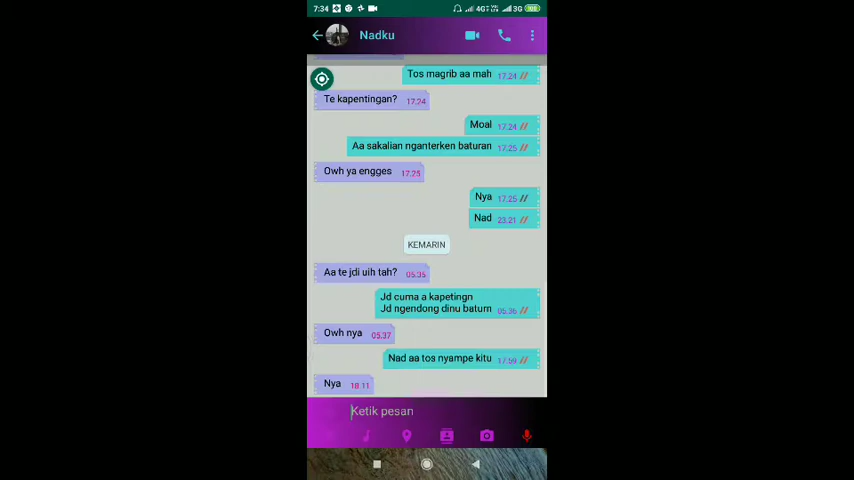 7:34
4G
3G
Nadku
Tos magrib aa mah 17.24
Te kapentingan? 17.24
Moal 17.24
Aa sakalian nganterken baturan 17.25
Owh ya engges 17.25
Nya 17.25
Nad 23.21
KEMARIN
Aa te jdi uih tah? 05.35
Jd cuma a kapetingn
Jd ngendong dinu baturn 05.36
Owh nya 05.37
Nad aa tos nyampe kitu 17.59
Nya 18.11
Ketik pesan